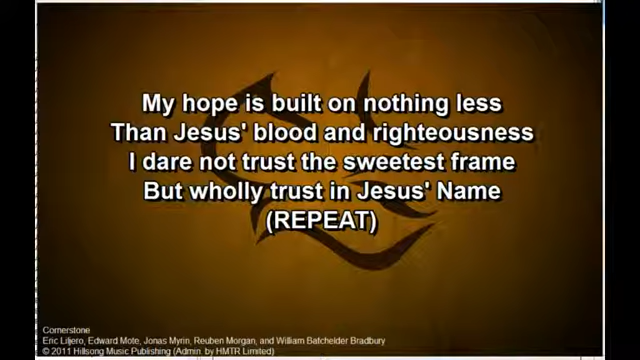 My hope is built on nothing less
Than Jesus' blood and righteousness
I dare not trust the sweetest frame
But wholly trust in Jesus' Name
(REPEAT)
Cornerstone
Eric Liljero, Edward Mote, Jonas Myrin, Reuben Morgan, and William Batchelder Bradbury
© 2011 Hillsong Music Publishing (Admin. by HMTR Limited)